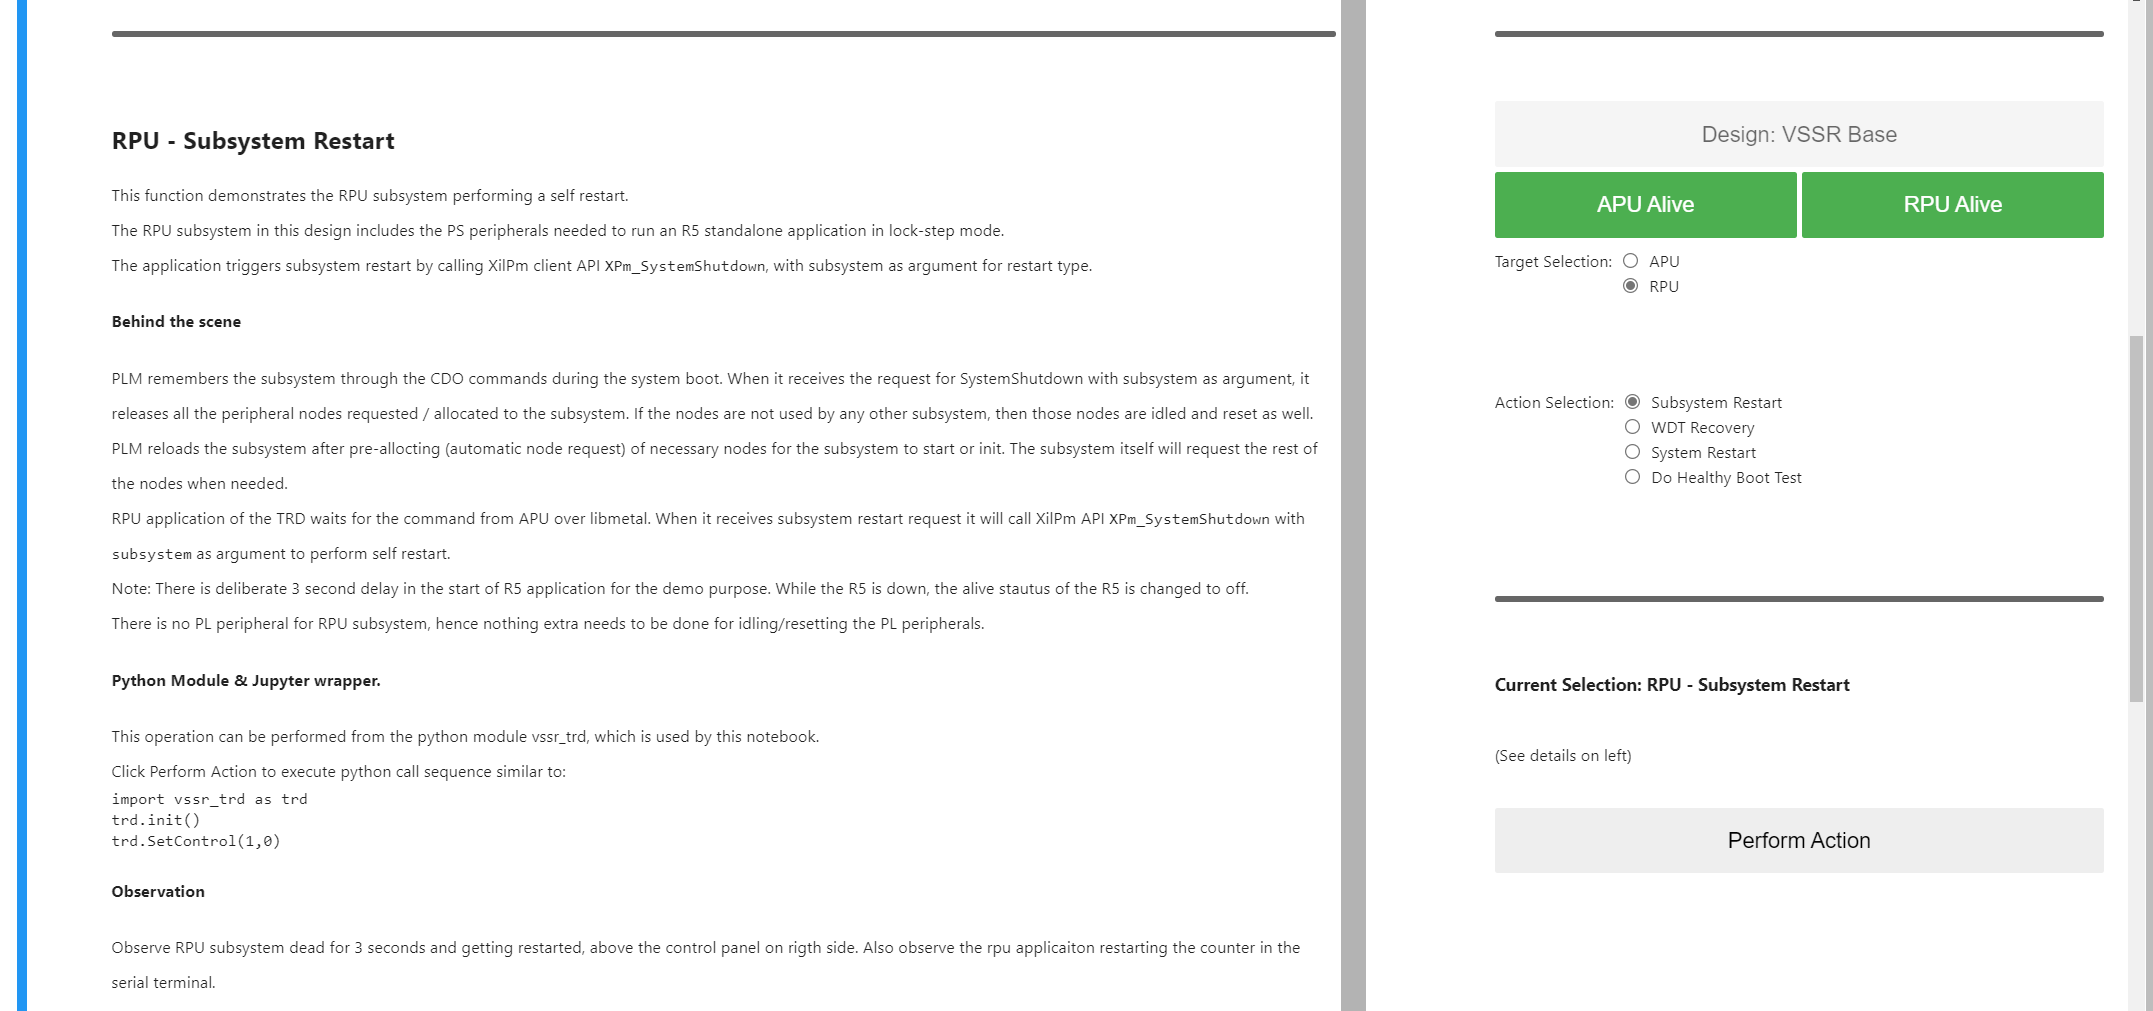 RPU - Subsystem Restart
This function demonstrates the RPU subsystem performing a self restart.
The RPU subsystem in this design includes the PS peripherals needed to run an R5 standalone application in lock-step mode.
The application triggers subsystem restart by calling XilPm client API XPm_SystemShutdown, with subsystem as argument for restart type.
Behind the scene
PLM remembers the subsystem through the CDO commands during the system boot. When it receives the request for SystemShutdown with subsystem as argument, it
releases all the peripheral nodes requested / allocated to the subsystem. If the nodes are not used by any other subsystem, then those nodes are idled and reset as well.
PLM reloads the subsystem after pre-allocting (automatic node request) of necessary nodes for the subsystem to start or init. The subsystem itself will request the rest of
the nodes when needed.
RPU application of the TRD waits for the command from APU over libmetal. When it receives subsystem restart request it will call XilPm API XPm_SystemShutdown with
subsystem as argument to perform self restart.
Note: There is deliberate 3 second delay in the start of R5 application for the demo purpose. While the R5 is down, the alive stautus of the R5 is changed to off.
There is no PL peripheral for RPU subsystem, hence nothing extra needs to be done for idling/resetting the PL peripherals.
Python Module & Jupyter wrapper.
This operation can be performed from the python module vssr_trd, which is used by this notebook.
Click Perform Action to execute python call sequence similar to:
import vssr_trd as trd
trd.init()
trd.SetControl(1,0)
Observation
Observe RPU subsystem dead for 3 seconds and getting restarted, above the control panel on rigth side. Also observe the rpu applicaiton restarting the counter in the
serial terminal.
Design: VSSR Base
APU Alive
RPU Alive
Target Selection:
APU
RPU
Action Selection:
Subsystem Restart
WDT Recovery
System Restart
Do Healthy Boot Test
Current Selection: RPU - Subsystem Restart
(See details on left)
Perform Action